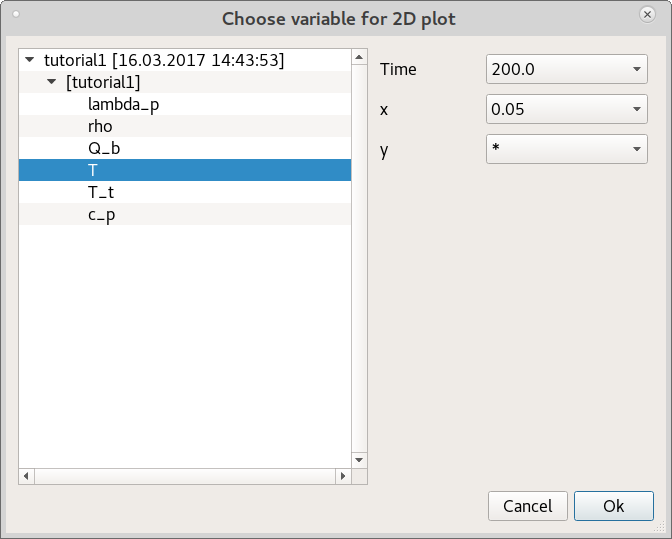 Choose variable for 2D plot
tutorial1 [16.03.2017 14:43:53]
[tutorial1]
lambda_p
rho
Q_b
T
T_t
c_p
Time 200.0
x 0.05
y *
Cancel Ok